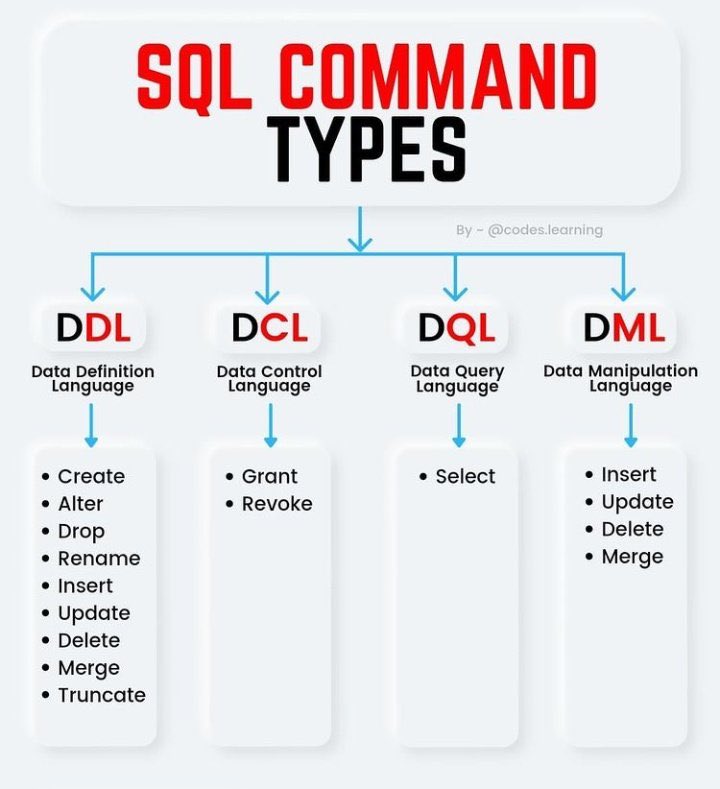 SQL COMMAND
TYPES
By ~ @codes.learning
DDL
Data Definition
Language
• Create
• Alter
• Drop
• Rename
• Insert
• Update
• Delete
• Merge
• Truncate
DCL
Data Control
Language
• Grant
• Revoke
DQL
Data Query
Language
• Select
DML
Data Manipulation
Language
• Insert
• Update
• Delete
• Merge